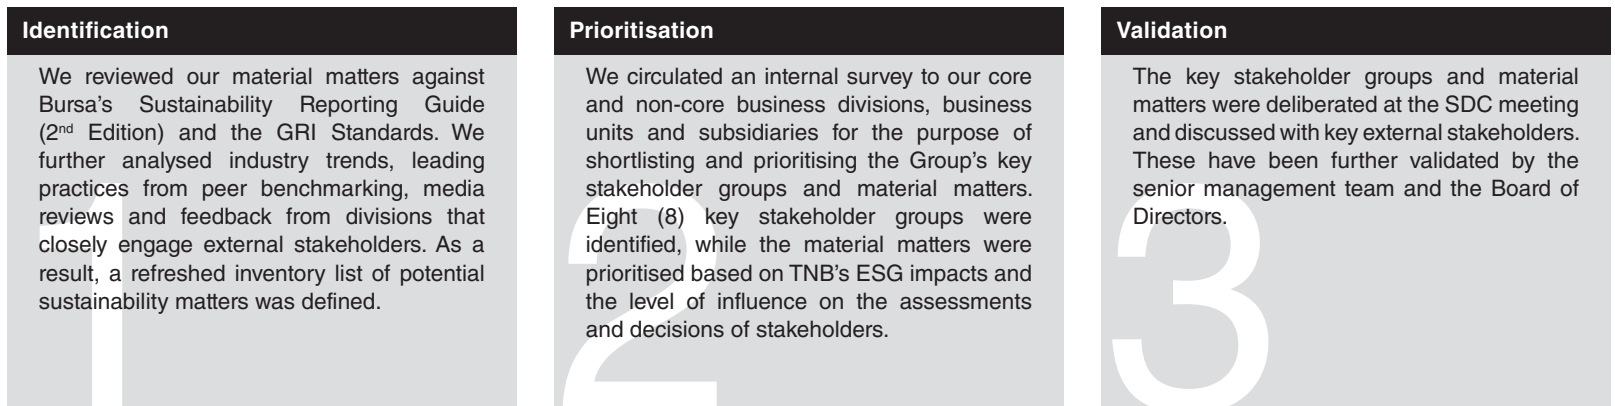 Identification
We reviewed our material matters against
Bursa’s Sustainability Reporting Guide
(2nd Edition) and the GRI Standards. We
further analysed industry trends, leading
practices from peer benchmarking, media
reviews and feedback from divisions that
closely engage external stakeholders. As a
result, a refreshed inventory list of potential
sustainability matters was defined.
1
Prioritisation
We circulated an internal survey to our core
and non-core business divisions, business
units and subsidiaries for the purpose of
shortlisting and prioritising the Group’s key
stakeholder groups and material matters.
Eight (8) key stakeholder groups were
identified, while the material matters were
prioritised based on TNB’s ESG impacts and
the level of influence on the assessments
and decisions of stakeholders.
2
Validation
The key stakeholder groups and material
matters were deliberated at the SDC meeting
and discussed with key external stakeholders.
These have been further validated by the
senior management team and the Board of
Directors.
3